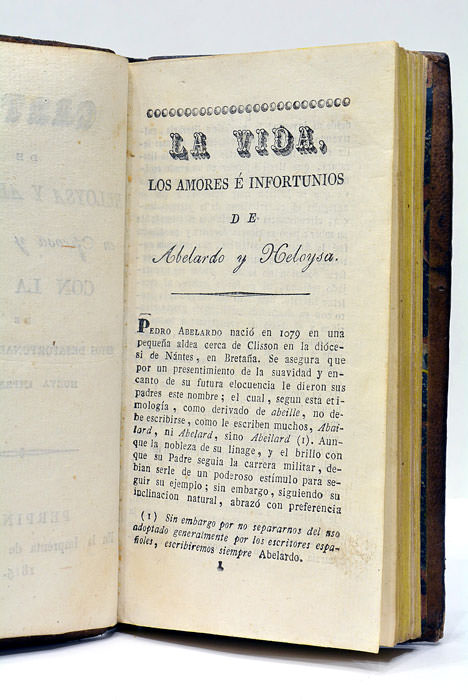 LA VIDA,
LOS AMORES É INFORTUNIOS
DE
Abelardo y Heloysa.
PEDRO ABELARDO nació en 1079 en una
pequeña aldea cerca de Clisson en la dióce-
si de Nántes, en Bretaña. Se asegura que
por un presentimiento de la suavidad y en-
canto de su futura elocuencia le dieron sus
padres este nombre; el cual, segun esta eti-
mología, como derivado de abeille, no de-
be escribirse, como le escriben muchos, Abai-
lard, ni Abelard, sino Abeilard (1). Aun-
que la nobleza de su linage, y el brillo con
que su Padre seguia la carrera militar, de-
bian serle de un poderoso estímulo para se-
guir su ejemplo; sin embargo, siguiendo su
inclinacion natural, abrazó con preferencia
(1) Sin embargo por no separarnos del uso
adoptado generalmente por los escritores espa-
ñoles, escribiremos siempre Abelardo.
1